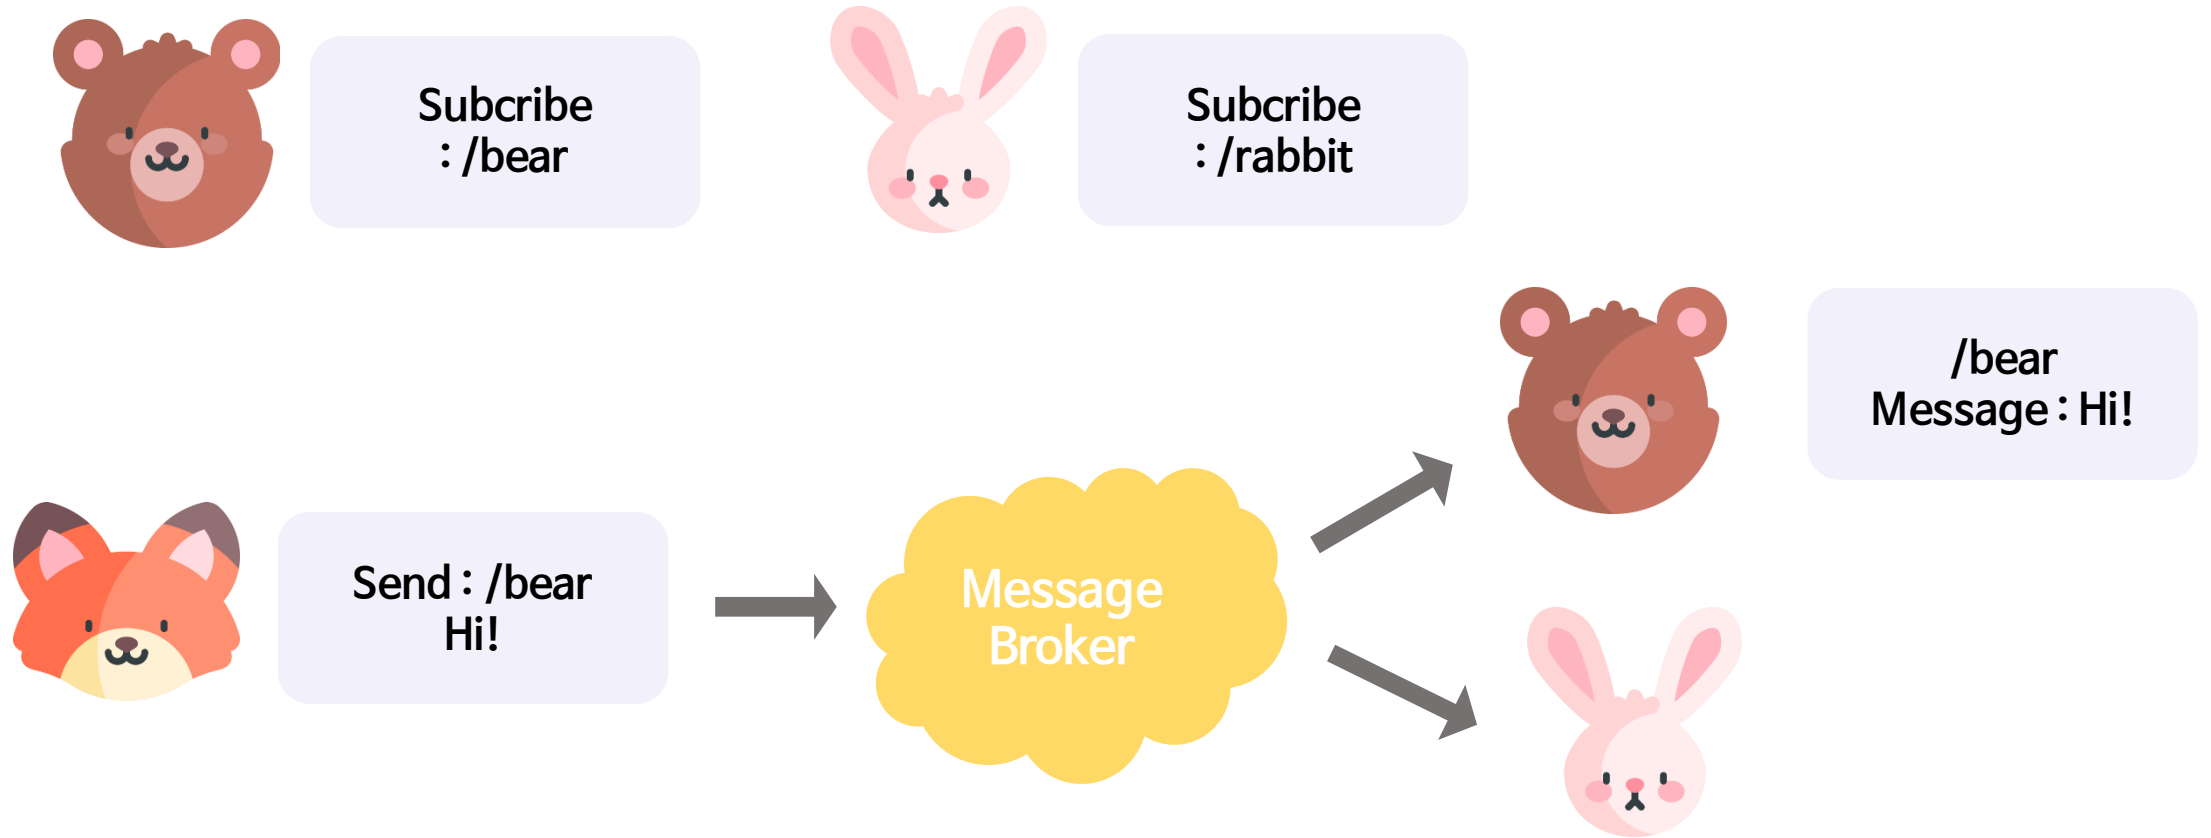 Subcribe
: /bear
Subcribe
: /rabbit
/bear
Message : Hi!
Send : /bear
Hi!
Message
Broker